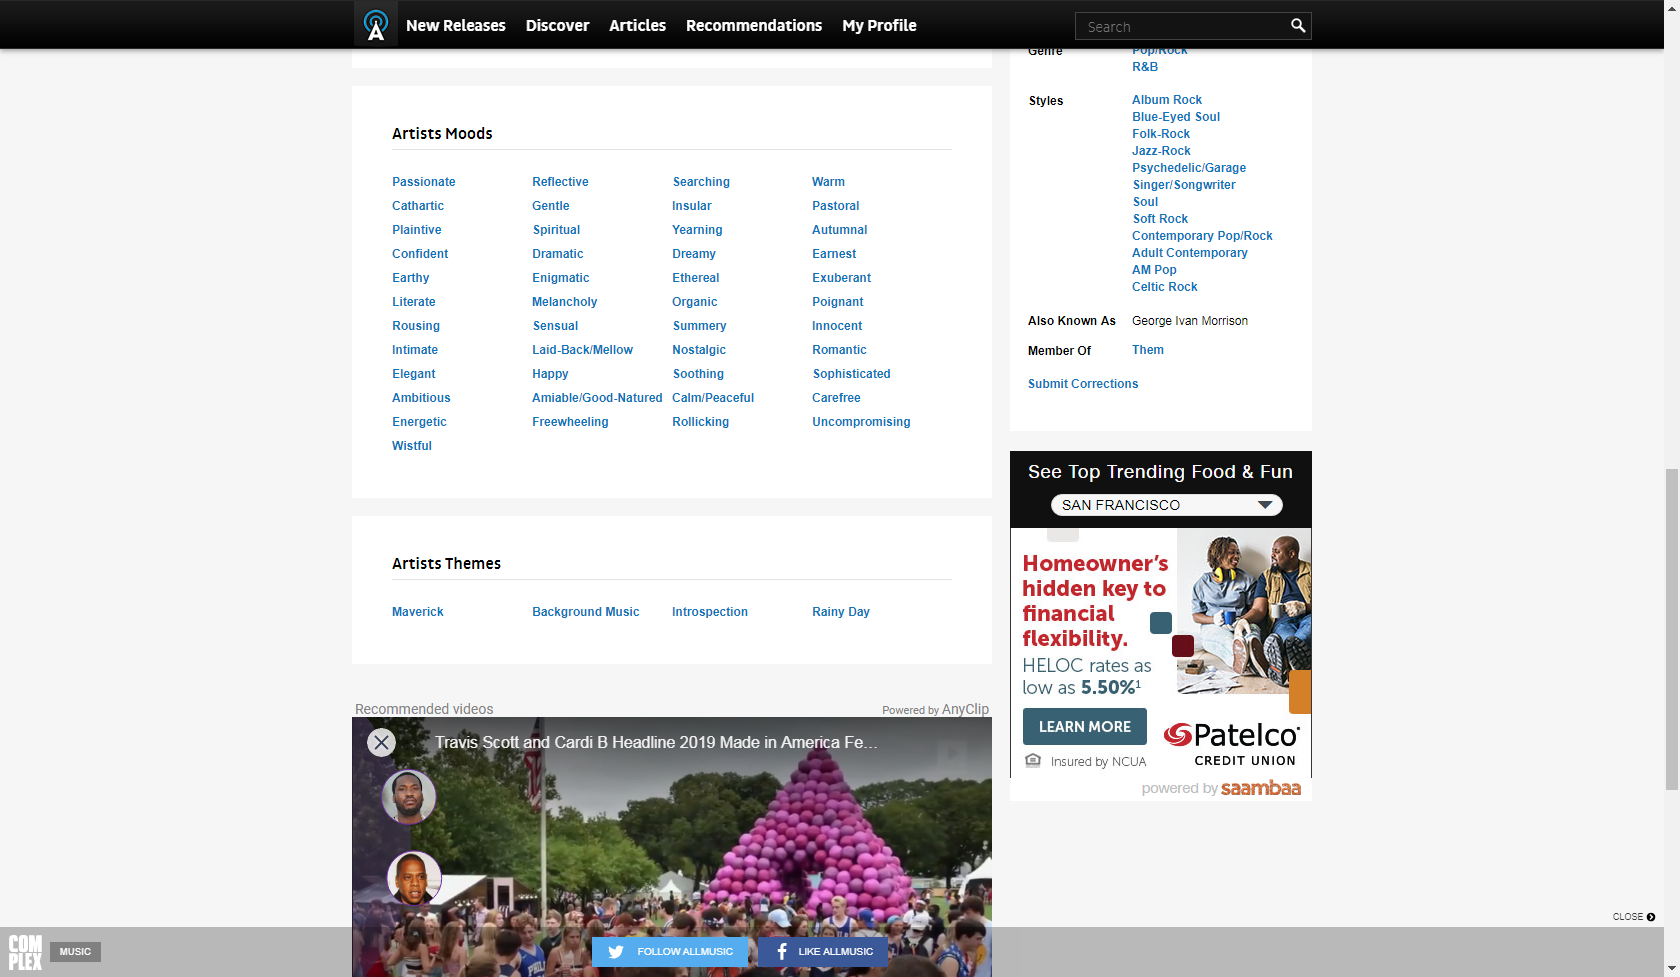 New Releases Discover Articles Recommendations My Profile Search
Genre Pop/Rock
R&B
Styles Album Rock
Blue-Eyed Soul
Folk-Rock
Jazz-Rock
Psychedelic/Garage
Singer/Songwriter
Soul
Soft Rock
Contemporary Pop/Rock
Adult Contemporary
AM Pop
Celtic Rock
Also Known As George Ivan Morrison
Member Of Them
Submit Corrections
Artists Moods
Passionate Reflective Searching Warm
Cathartic Gentle Insular Pastoral
Plaintive Spiritual Yearning Autumnal
Confident Dramatic Dreamy Earnest
Earthy Enigmatic Ethereal Exuberant
Literate Melancholy Organic Poignant
Rousing Sensual Summery Innocent
Intimate Laid-Back/Mellow Nostalgic Romantic
Elegant Happy Soothing Sophisticated
Ambitious Amiable/Good-Natured Calm/Peaceful Carefree
Energetic Freewheeling Rollicking Uncompromising
Wistful
Artists Themes
Maverick Background Music Introspection Rainy Day
See Top Trending Food & Fun
SAN FRANCISCO
Homeowner's
hidden key to
financial
flexibility.
HELOC rates as
low as 5.50%¹
LEARN MORE
Patelco
CREDIT UNION
Insured by NCUA
powered by saambaa
Recommended videos Powered by AnyClip
Travis Scott and Cardi B Headline 2019 Made in America Fe...
CLOSE
COMPLEX
MUSIC
FOLLOW ALLMUSIC LIKE ALLMUSIC